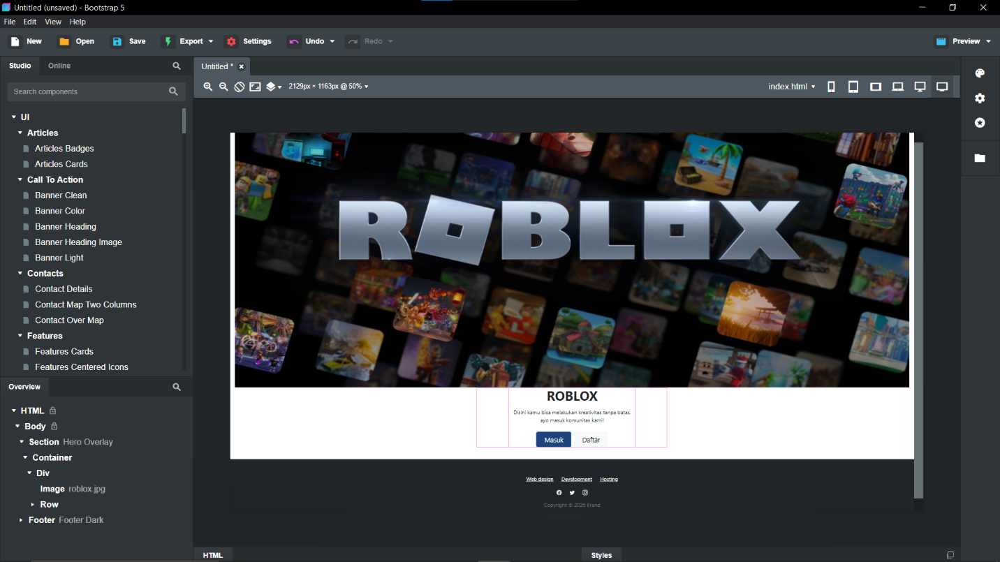 Untitled (unsaved) - Bootstrap 5
File Edit View Help
New Open Save Export Settings Undo Redo Preview
Studio Online
Untitled *
Search components
2129px × 1163px @ 50%
index.html
UI
Articles
Articles Badges
Articles Cards
Call To Action
Banner Clean
Banner Color
Banner Heading
Banner Heading Image
Banner Light
Contacts
Contact Details
Contact Map Two Columns
Contact Over Map
Features
Features Cards
Features Centered Icons
ROBLOX
ROBLOX
Disini kamu bisa melakukan kreativitas tanpa batas.
ayo masuk komunitas kami!
Masuk Daftar
Web design Development Hosting
Copyright © 2026 Brand
Overview
HTML
Body
Section Hero Overlay
Container
Div
Image roblox.jpg
Row
Footer Footer Dark
HTML
Styles